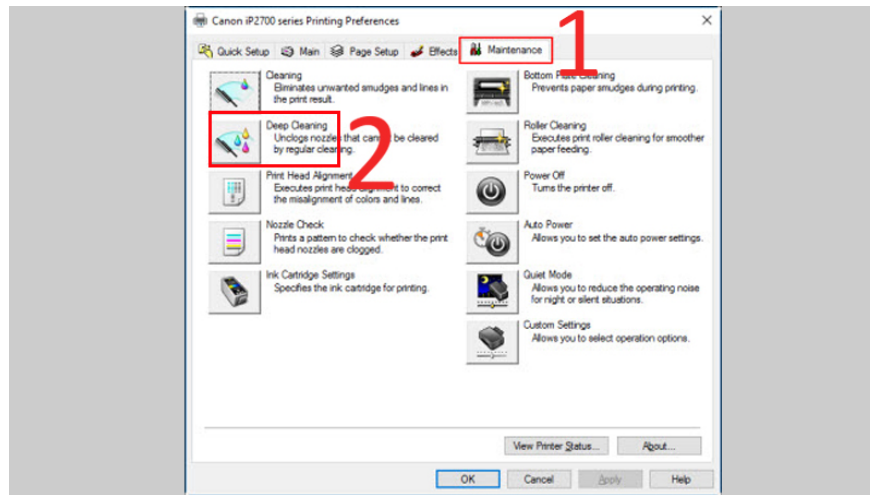 Canon iP2700 series Printing Preferences
1
Quick Setup Main Page Setup Effects Maintenance
Cleaning
Eliminates unwanted smudges and lines in
the print result.
Deep Cleaning
Unclogs nozzles that cannot be cleared
by regular cleaning.
2
Print Head Alignment
Executes print head alignment to correct
the misalignment of colors and lines.
Nozzle Check
Prints a pattern to check whether the print
head nozzles are clogged.
Ink Cartridge Settings
Specifies the ink cartridge for printing.
Bottom Plate Cleaning
Prevents paper smudges during printing.
Roller Cleaning
Executes print roller cleaning for smoother
paper feeding.
Power Off
Turns the printer off.
Auto Power
Allows you to set the auto power settings.
Quiet Mode
Allows you to reduce the operating noise
for night or silent situations.
Custom Settings
Allows you to select operation options.
View Printer Status... About...
OK Cancel Apply Help